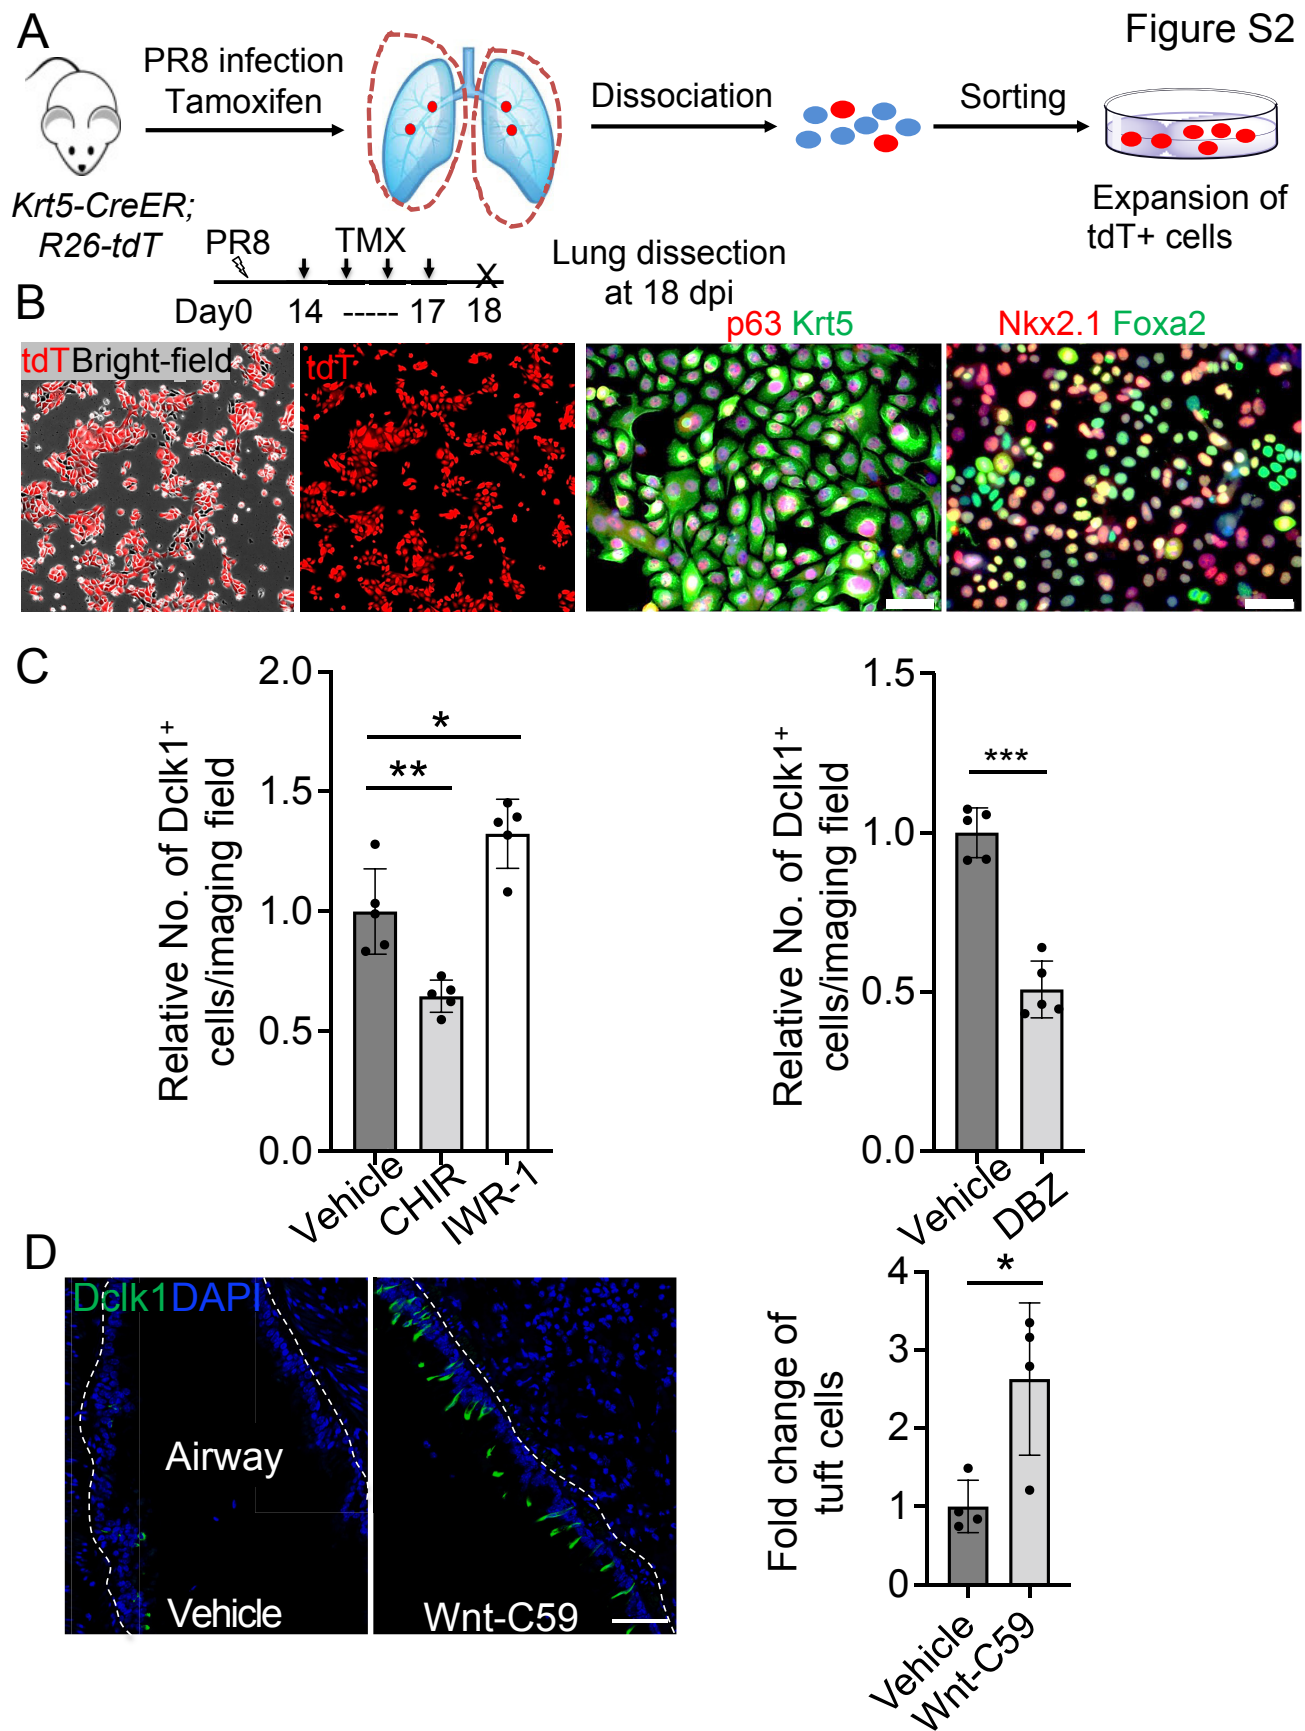 Figure S2
A
PR8 infection
Tamoxifen
Dissociation
Sorting
Krt5-CreER;
R26-tdT
Expansion of
tdT+ cells
PR8
TMX
X
Day0 14 ----- 17 18
Lung dissection
at 18 dpi
B
tdTBright-field
tdT
p63 Krt5
Nkx2.1 Foxa2
C
Relative No. of Dclk1+
cells/imaging field
2.0
1.5
1.0
0.5
0.0
*
**
Vehicle
CHIR
IWR-1
Relative No. of Dclk1+
cells/imaging field
1.5
1.0
0.5
0.0
***
Vehicle
DBZ
D
Dclk1DAPI
Airway
Vehicle
Wnt-C59
Fold change of
tuft cells
4
3
2
1
0
*
Vehicle
Wnt-C59